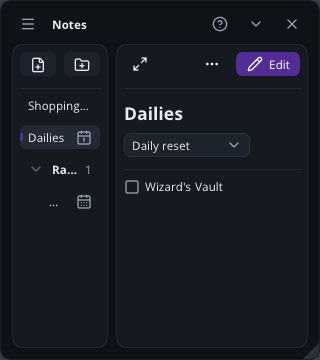 Notes
Edit
Shopping...
Dailies
Ra... 1
...
Dailies
Daily reset
Wizard's Vault